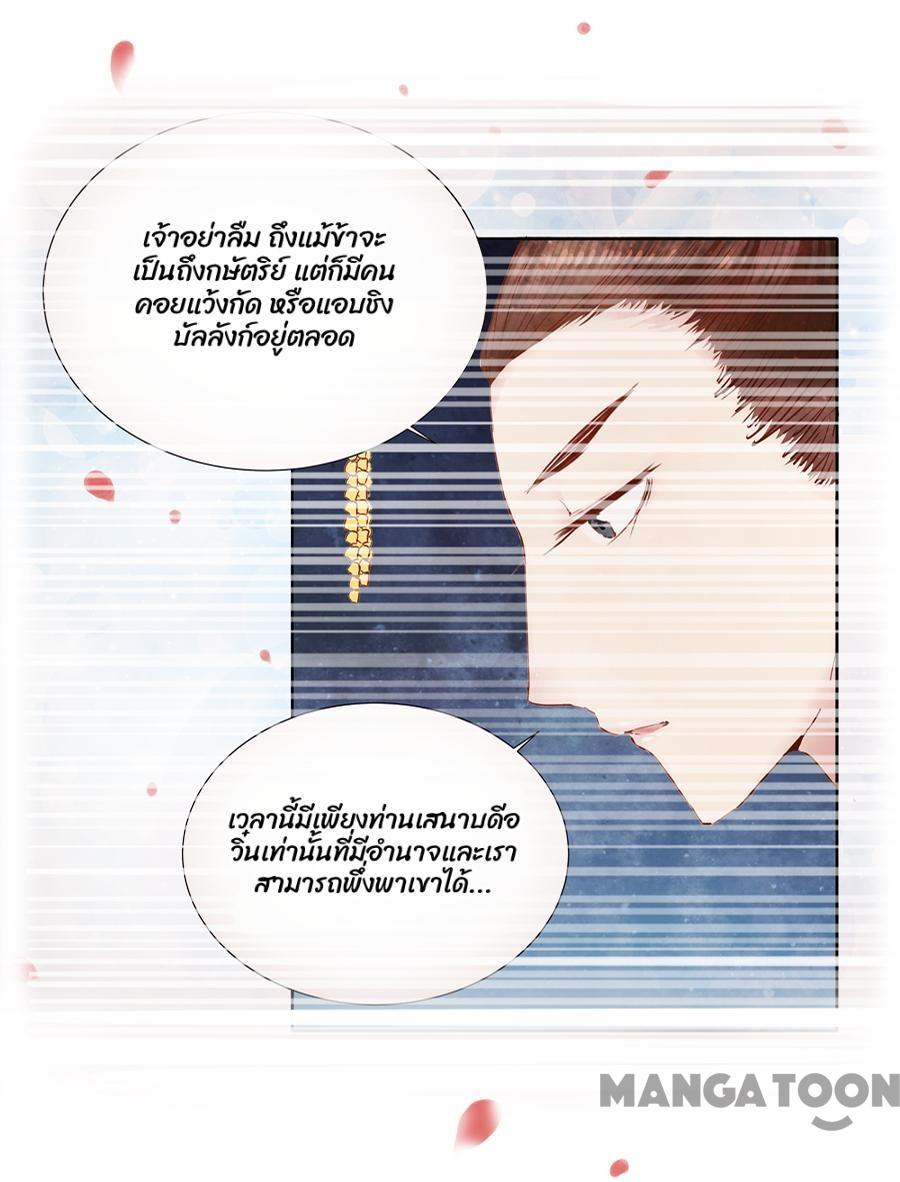 เจ้าอย่าลืม ถึงแม้ข้าจะ
เป็นถึงกษัตริย์ แต่ก็มีคน
คอยแว้งกัด หรือแอบชิง
บัลลังก์อยู่ตลอด
เวลานี้มีเพียงท่านเสนาบดีอ
วิ๋นเท่านั้นที่มีอำนาจและเรา
สามารถพึ่งพาเขาได้...
MANGA TOON